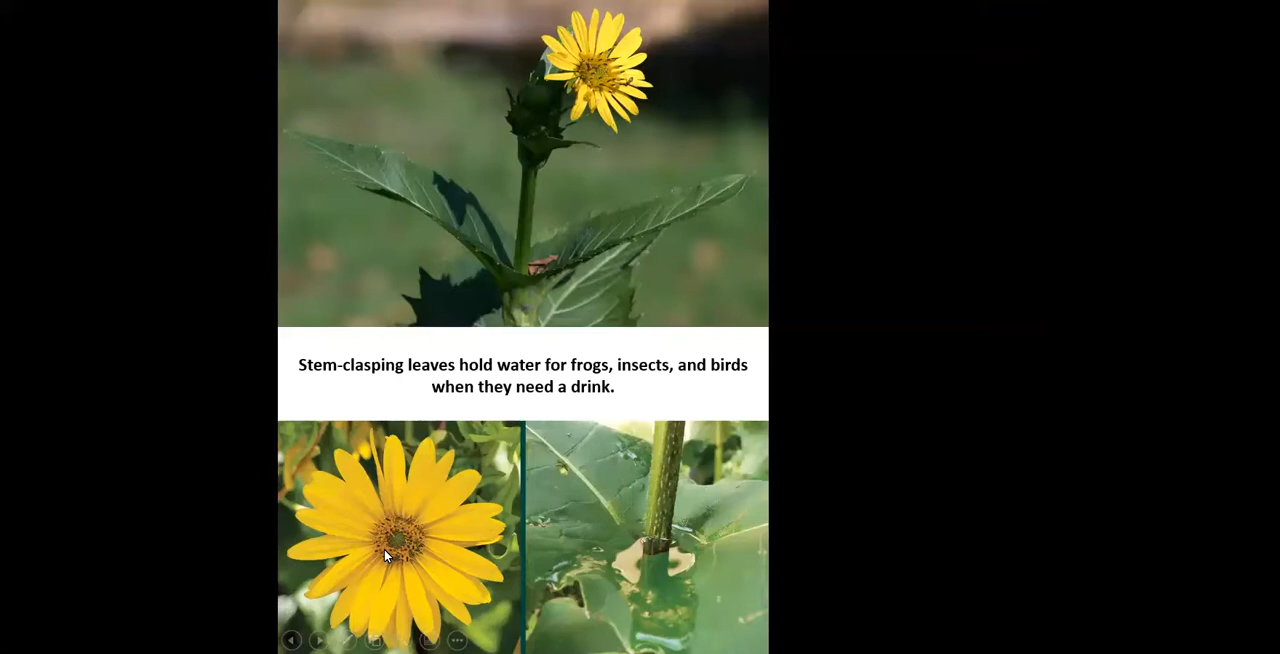 Stem-clasping leaves hold water for frogs, insects, and birds
when they need a drink.